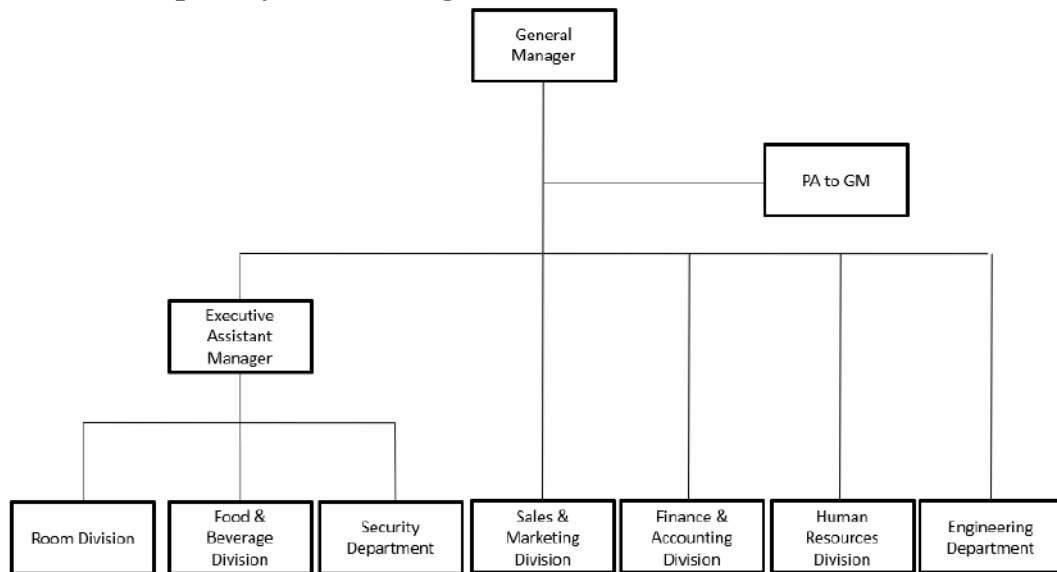 General
Manager
PA to GM
Executive
Assistant
Manager
Room Division
Food &
Beverage
Division
Security
Department
Sales &
Marketing
Division
Finance &
Accounting
Division
Human
Resources
Division
Engineering
Department